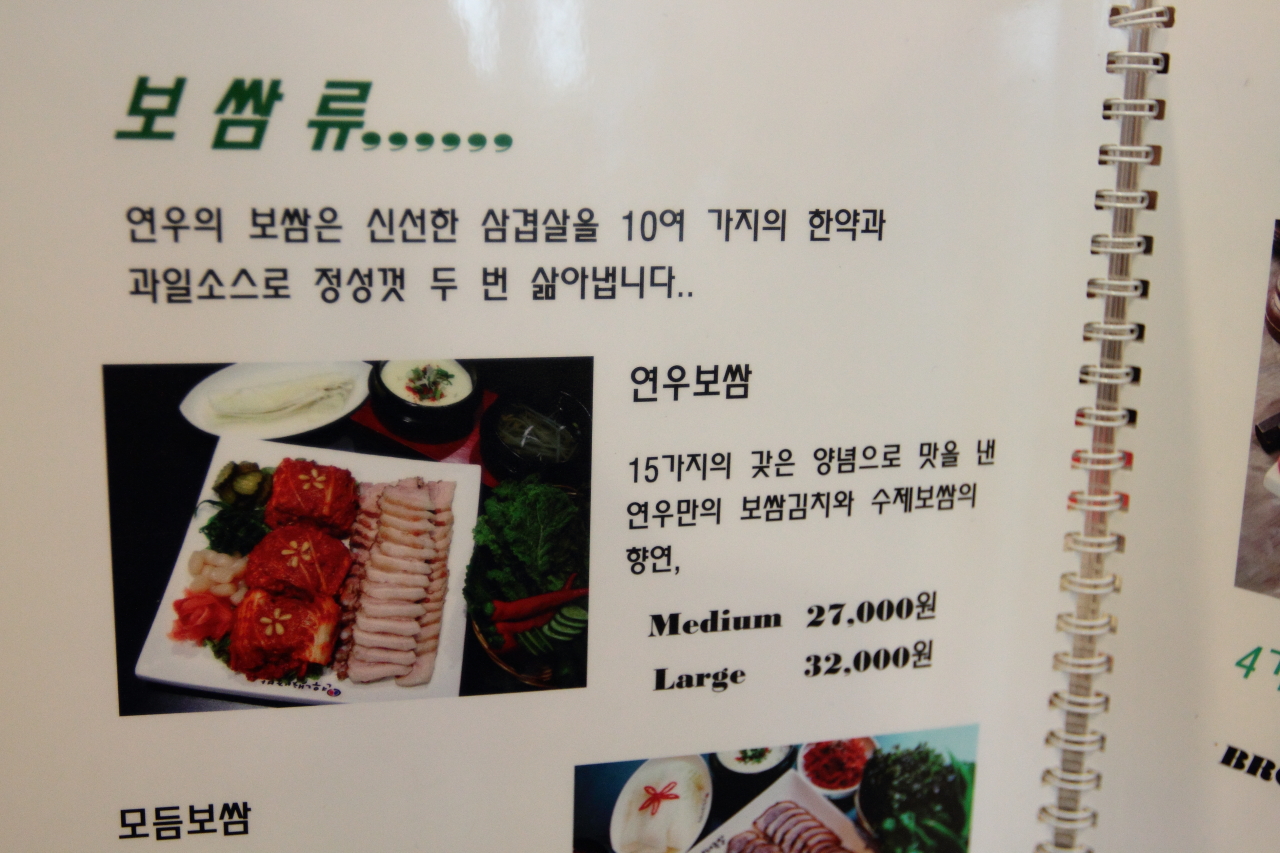 보쌈류,,,,,,
연우의 보쌈은 신선한 삼겹살을 10여 가지의 한약과
과일소스로 정성껏 두 번 삶아냅니다..
연우보쌈
15가지의 갖은 양념으로 맛을 낸
연우만의 보쌈김치와 수제보쌈의
향연,
Medium 27,000원
Large 32,000원
모듬보쌈